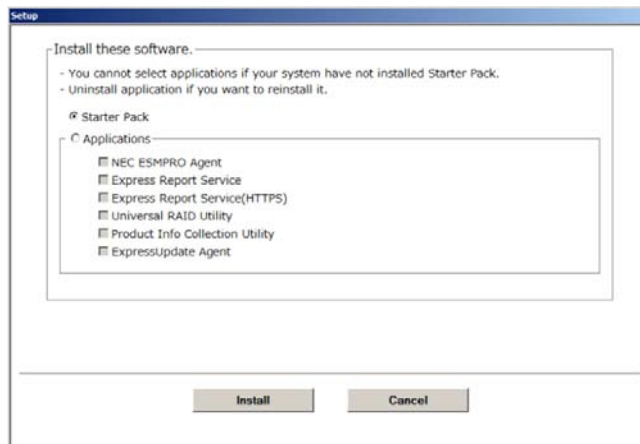 Setup
Install these software.
- You cannot select applications if your system have not installed Starter Pack.
- Uninstall application if you want to reinstall it.
Starter Pack
Applications
NEC ESMPRO Agent
Express Report Service
Express Report Service(HTTPS)
Universal RAID Utility
Product Info Collection Utility
ExpressUpdate Agent
Install Cancel